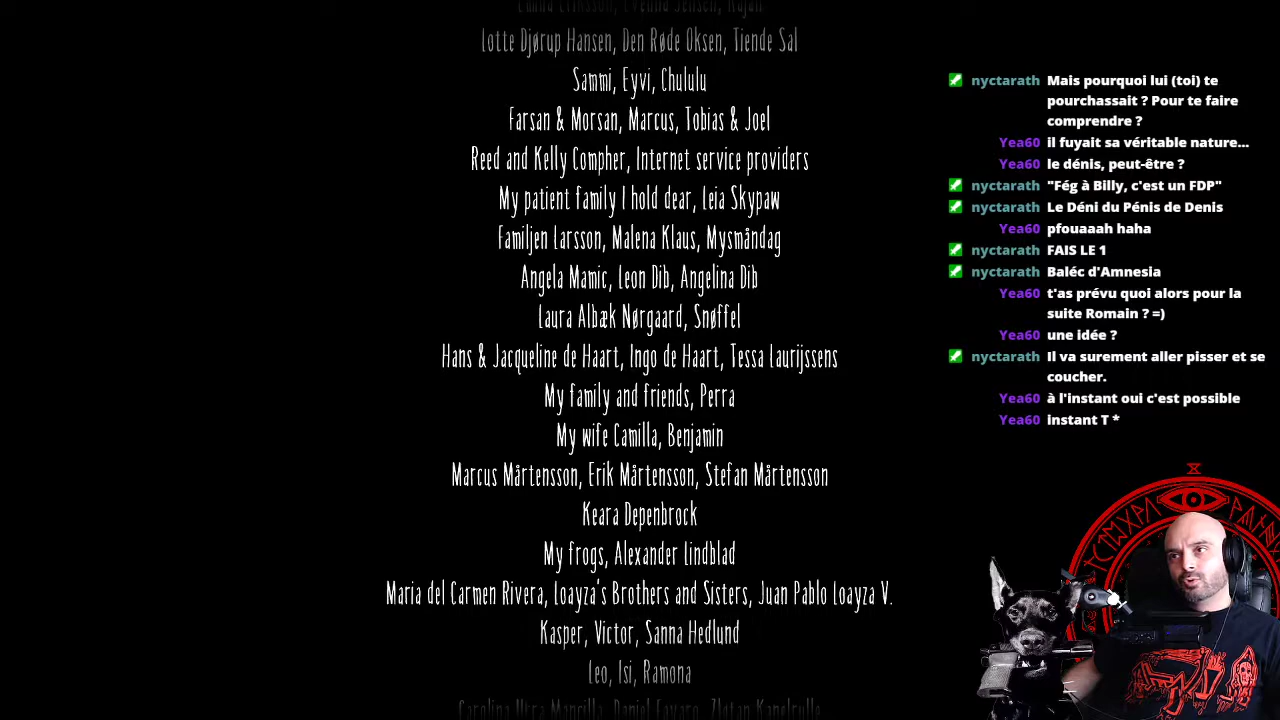 Lotte Djørup Hansen, Den Røde Oksen, Tiende Sal
Sammi, Eyvi, Chululu
Farsan & Morsan, Marcus, Tobias & Joel
Reed and Kelly Compher, Internet service providers
My patient family I hold dear, Leia Skypaw
Familjen Larsson, Malena Klaus, Mysmåndag
Angela Mamic, Leon Dib, Angelina Dib
Laura Albæk Nørgaard, Snøffel
Hans & Jacqueline de Haart, Ingo de Haart, Tessa Laurijssens
My family and friends, Perra
My wife Camilla, Benjamin
Marcus Mårtensson, Erik Mårtensson, Stefan Mårtensson
Keara Depenbrock
My frogs, Alexander Lindblad
Maria del Carmen Rivera, Loayza's Brothers and Sisters, Juan Pablo Loayza V.
Kasper, Victor, Sanna Hedlund
Leo, Isi, Ramona
nyctarath Mais pourquoi lui (toi) te
pourchassait ? Pour te faire
comprendre ?
Yea60 il fuyait sa véritable nature...
Yea60 le dénis, peut-être ?
nyctarath "Fég à Billy, c'est un FDP"
nyctarath Le Déni du Pénis de Denis
Yea60 pfouaaah haha
nyctarath FAIS LE 1
nyctarath Baléc d'Amnesia
Yea60 t'as prévu quoi alors pour la
suite Romain ? =)
Yea60 une idée ?
nyctarath Il va surement aller pisser et se
coucher.
Yea60 à l'instant oui c'est possible
Yea60 instant T *